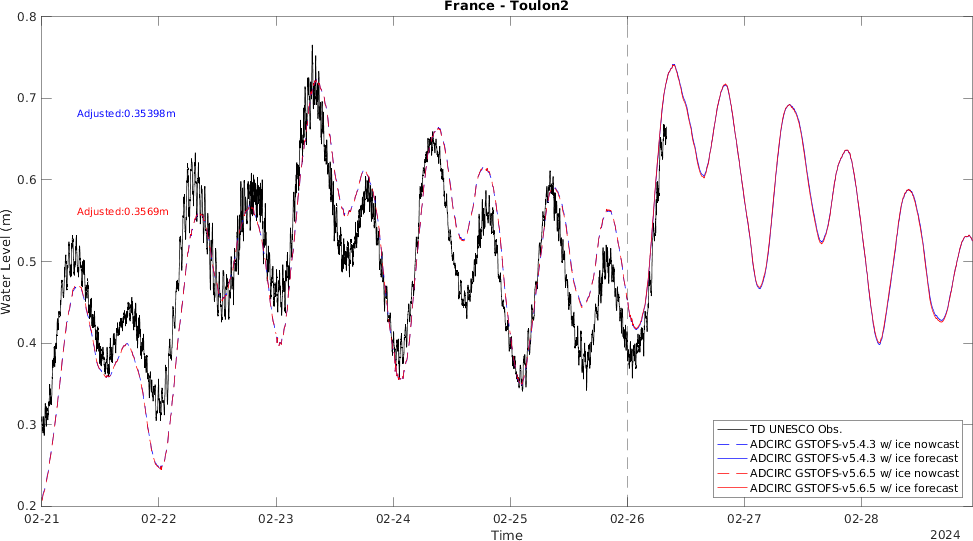 France - Toulon2
0.8
0.7
0.6
0.5
0.4
0.3
0.2
Water Level (m)
Adjusted:0.35398m
Adjusted:0.3569m
TD UNESCO Obs.
ADCIRC GSTOFS-v5.4.3 w/ ice nowcast
ADCIRC GSTOFS-v5.4.3 w/ ice forecast
ADCIRC GSTOFS-v5.6.5 w/ ice nowcast
ADCIRC GSTOFS-v5.6.5 w/ ice forecast
02-21 02-22 02-23 02-24 02-25 02-26 02-27 02-28
Time
2024